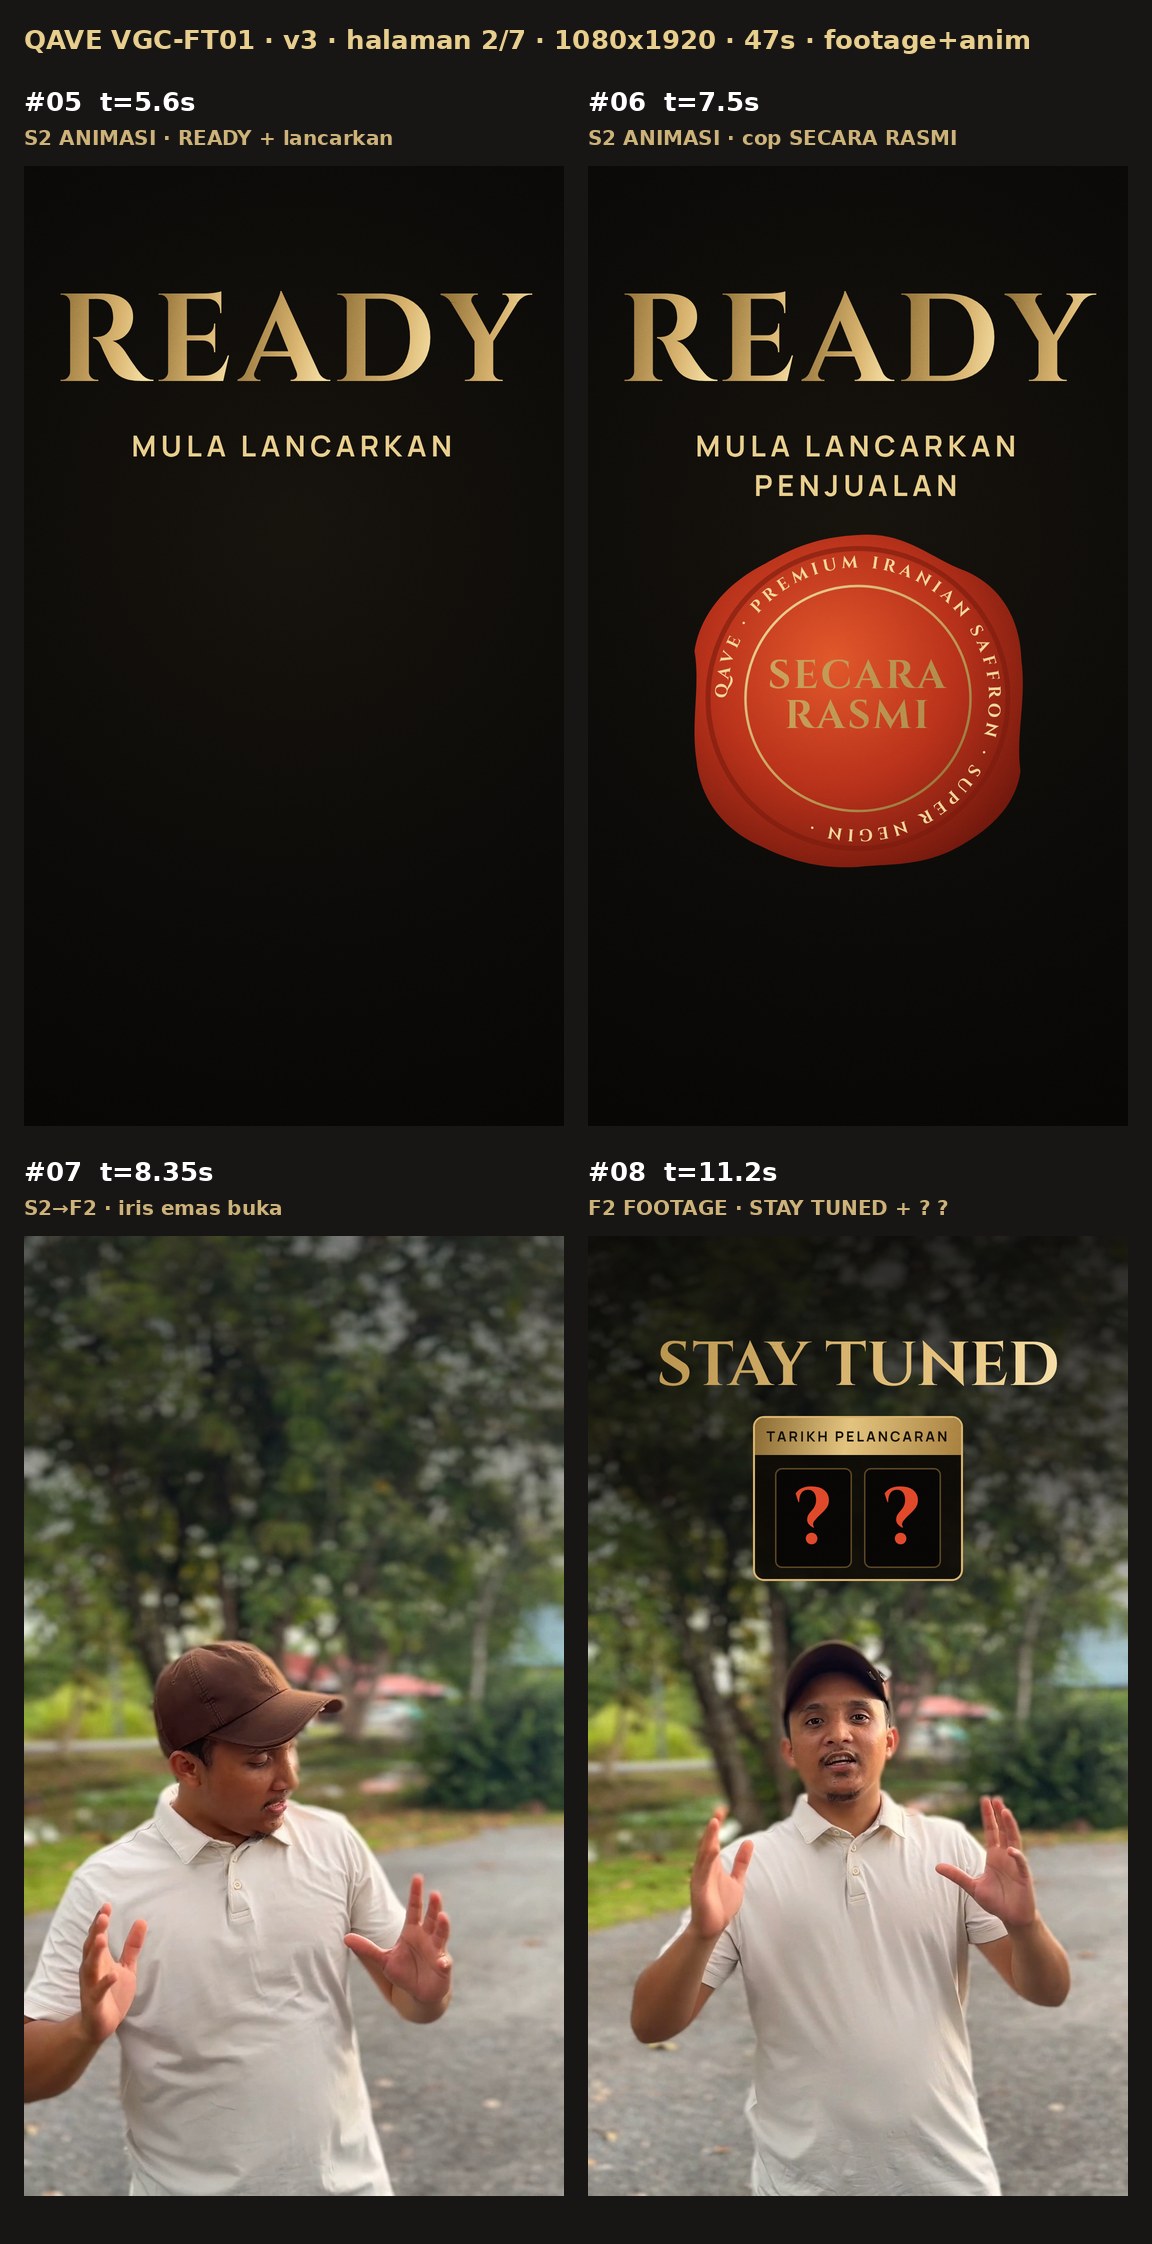 QAVE VGC-FT01 · v3 · halaman 2/7 · 1080x1920 · 47s · footage+anim
#05 t=5.6s
S2 ANIMASI · READY + lancarkan
READY
MULA LANCARKAN
#06 t=7.5s
S2 ANIMASI · cop SECARA RASMI
READY
MULA LANCARKAN
PENJUALAN
QAVE · PREMIUM IRANIAN SAFFRON · SUPER NEGIN ·
SECARA
RASMI
#07 t=8.35s
S2→F2 · iris emas buka
#08 t=11.2s
F2 FOOTAGE · STAY TUNED + ? ?
STAY TUNED
TARIKH PELANCARAN
? ?